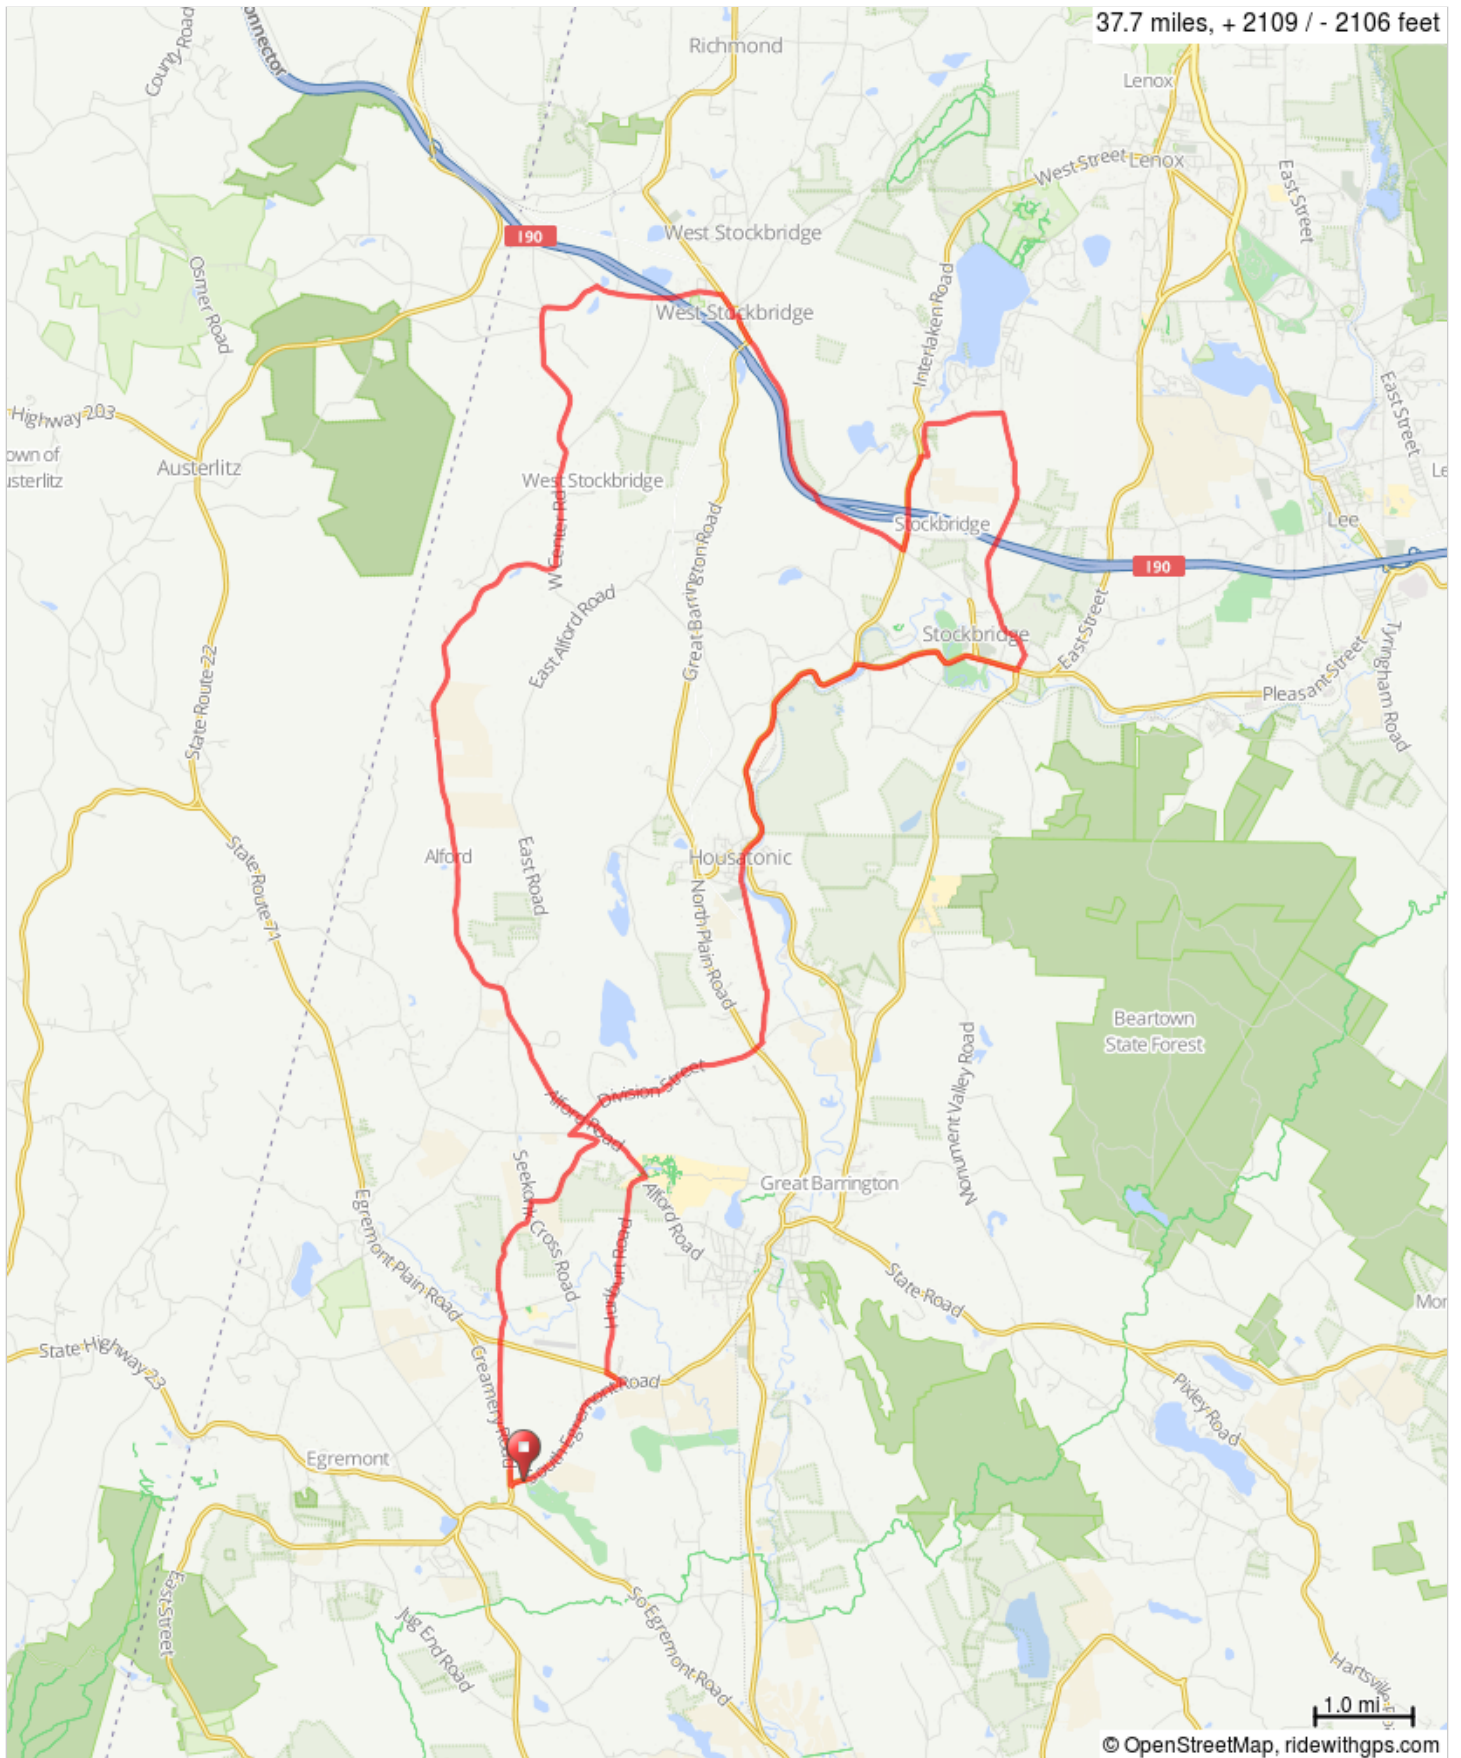 37.7 miles, + 2109 / - 2106 feet
Richmond
Lenox
West Street
Lenox
East Street
190
West Stockbridge
Interlaken Road
Osmer Road
West Stockbridge
East Street
Highway 203
Austerlitz
West Stockbridge
W Center Rd
Stockbridge
Lee
190
Great Barrington Road
East Alford Road
Stockbridge
East Street
State Route 22
Pleasant Street
Tyringham Road
State Route 71
Alford
East Road
Housatonic
North Plain Road
Beartown
State Forest
Monument Valley Road
Division Street
Alford Road
Seekonk Cross Road
Alford Road
Great Barrington
Hurlburt Road
Egremont Plain Road
State Road
State Highway 23
Creamery Road
South Egremont Road
Pixley Road
Egremont
East Street
Jug End Road
So Egremont Road
1.0 mi
© OpenStreetMap, ridewithgps.com